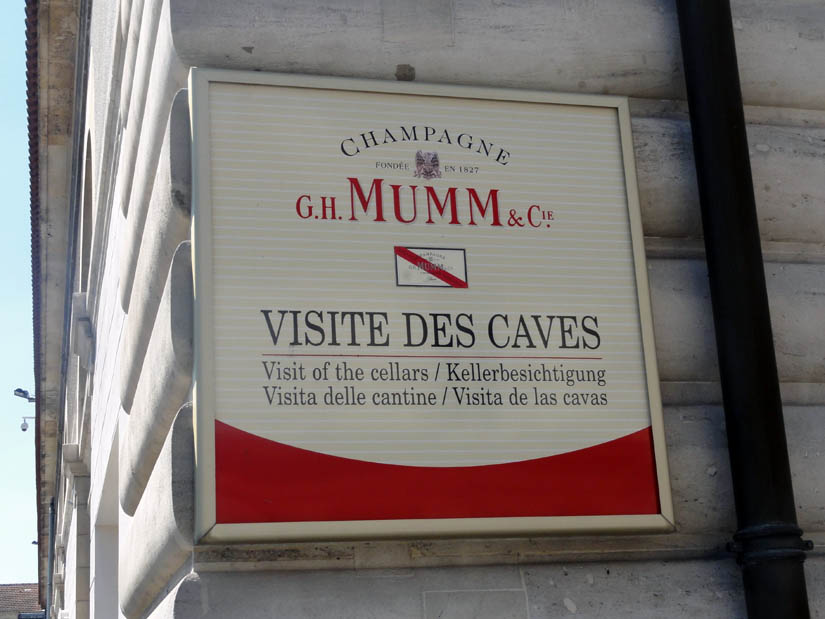 CHAMPAGNE
FONDÉE EN 1827
G.H. MUMM & CIE.
VISITE DES CAVES
Visit of the cellars / Kellerbesichtigung
Visita delle cantine / Visita de las cavas